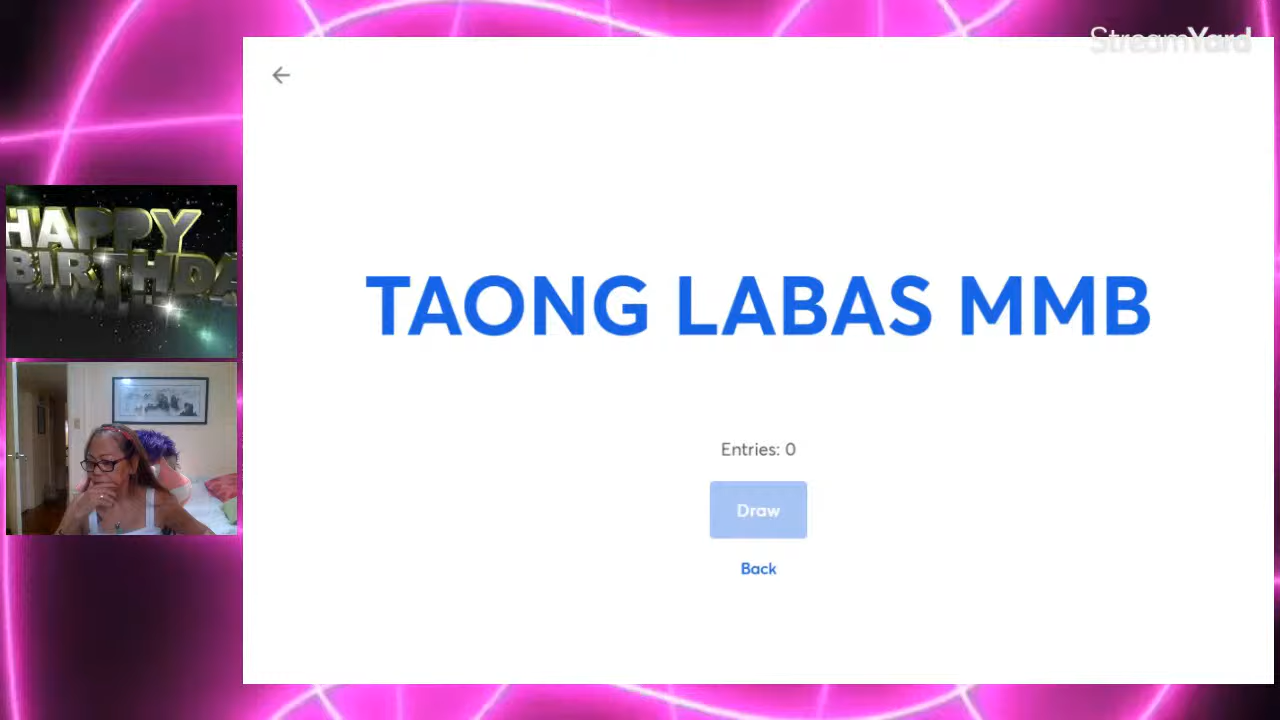 StreamYard
HAPPY
BIRTHDA
TAONG LABAS MMB
Entries: 0
Draw
Back